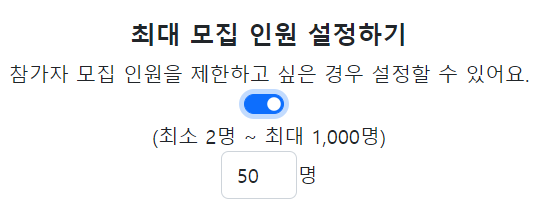 최대 모집 인원 설정하기
참가자 모집 인원을 제한하고 싶은 경우 설정할 수 있어요.
(최소 2명 ~ 최대 1,000명)
50 명